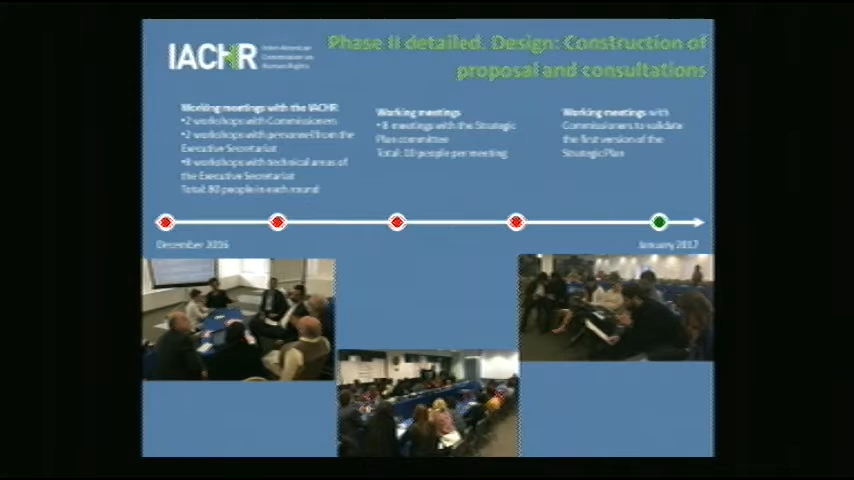 IACHR
Inter-American
Commission on
Human Rights
Phase II detailed. Design: Construction of
proposal and consultations
Working meetings with the IACHR:
•2 workshops with Commissioners
•2 workshops with personnel from the
Executive Secretariat
•8 workshops with technical areas of
the Executive Secretariat
Total: 80 people in each round
Working meetings
•8 meetings with the Strategic
Plan committee
Total: 10 people per meeting
Working meetings with
Commissioners to validate
the first version of the
Strategic Plan
December 2016
January 2017